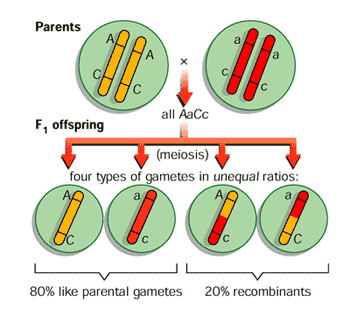 Parents
A A a a
×
C C c c
all AaCc
F1 offspring
(meiosis)
four types of gametes in unequal ratios:
A a A a
C c c C
80% like parental gametes 20% recombinants